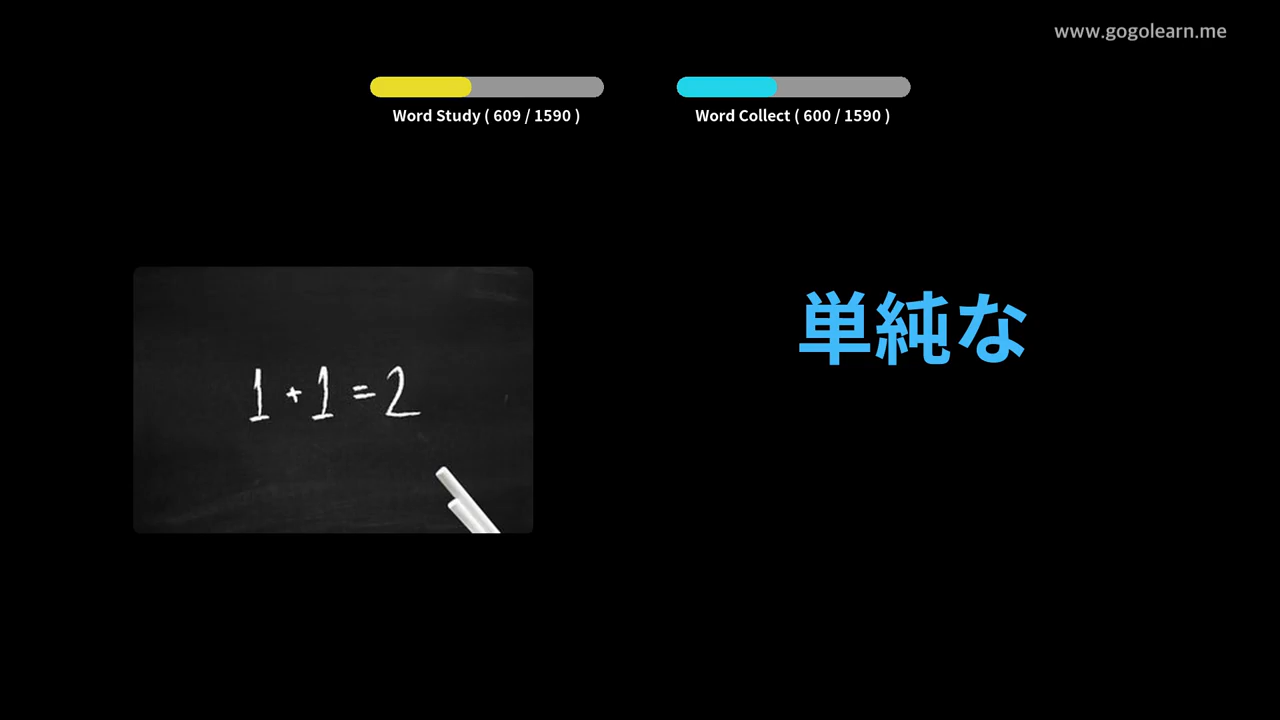 www.gogolearn.me
Word Study ( 609 / 1590 )
Word Collect ( 600 / 1590 )
1 + 1 = 2
単純な